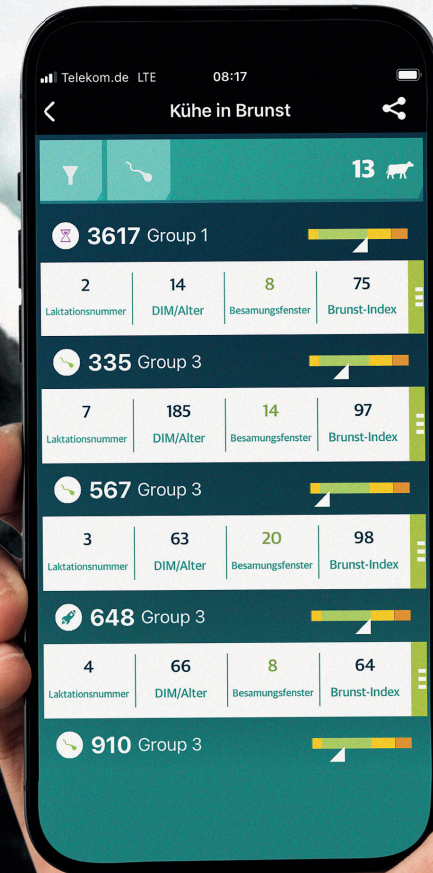 Telekom.de LTE 08:17
Kühe in Brunst
13
3617 Group 1
2 14 8 75
Laktationsnummer DIM/Alter Besamungsfenster Brunst-Index
335 Group 3
7 185 14 97
Laktationsnummer DIM/Alter Besamungsfenster Brunst-Index
567 Group 3
3 63 20 98
Laktationsnummer DIM/Alter Besamungsfenster Brunst-Index
648 Group 3
4 66 8 64
Laktationsnummer DIM/Alter Besamungsfenster Brunst-Index
910 Group 3